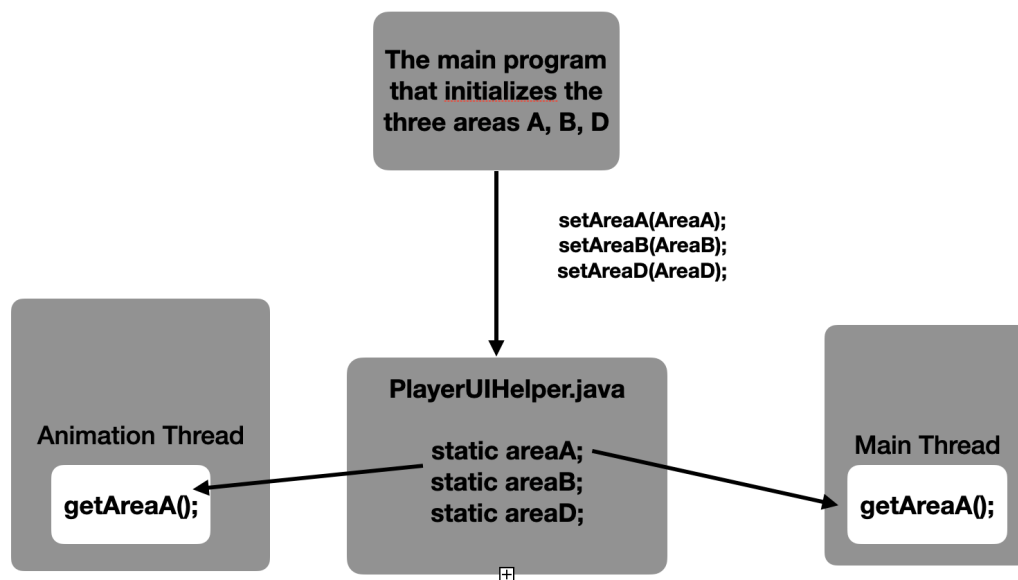 The main program
that initializes the
three areas A, B, D
setAreaA(AreaA);
setAreaB(AreaB);
setAreaD(AreaD);
PlayerUIHelper.java
static areaA;
static areaB;
static areaD;
Animation Thread
getAreaA();
Main Thread
getAreaA();